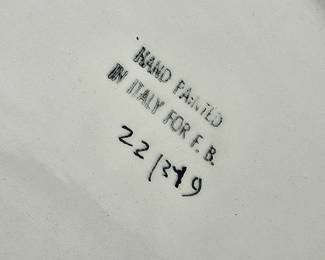 HAND PAINTED
IN ITALY FOR F. B.
22/349